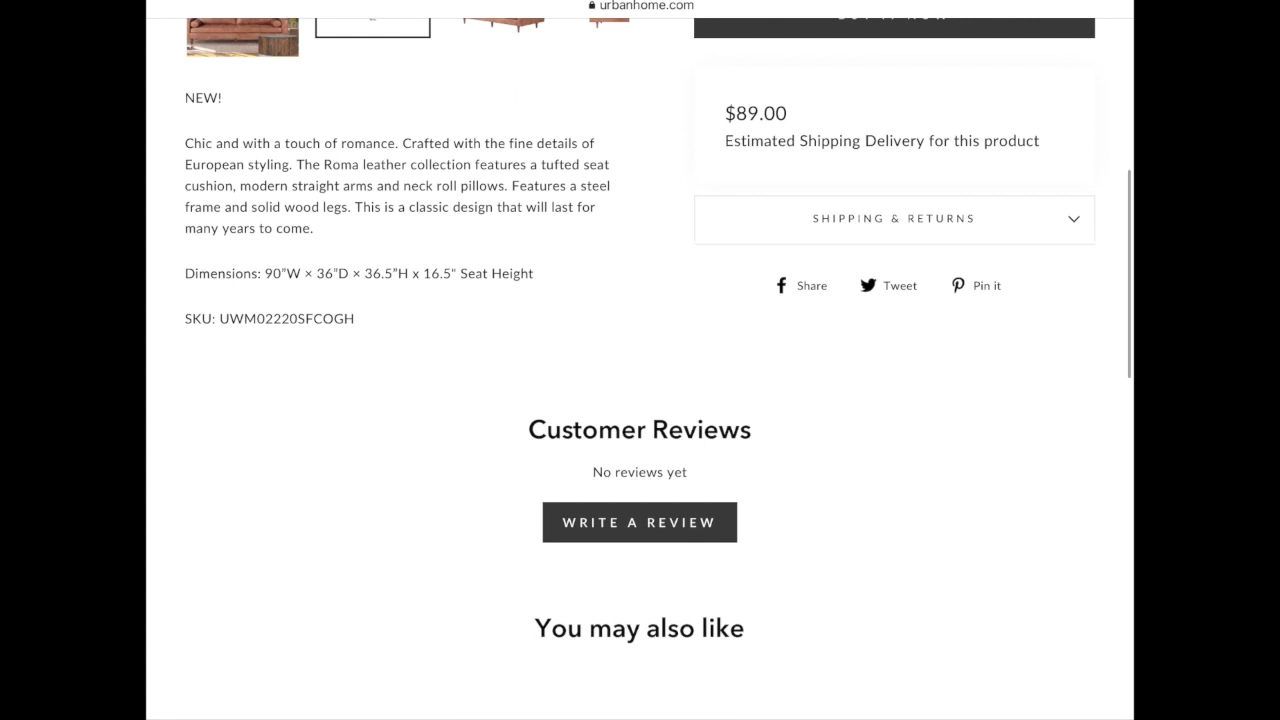 urbanhome.com
NEW!
Chic and with a touch of romance. Crafted with the fine details of
European styling. The Roma leather collection features a tufted seat
cushion, modern straight arms and neck roll pillows. Features a steel
frame and solid wood legs. This is a classic design that will last for
many years to come.
Dimensions: 90”W × 36”D × 36.5”H x 16.5" Seat Height
SKU: UWM02220SFCOGH
$89.00
Estimated Shipping Delivery for this product
SHIPPING & RETURNS
Share Tweet Pin it
Customer Reviews
No reviews yet
WRITE A REVIEW
You may also like